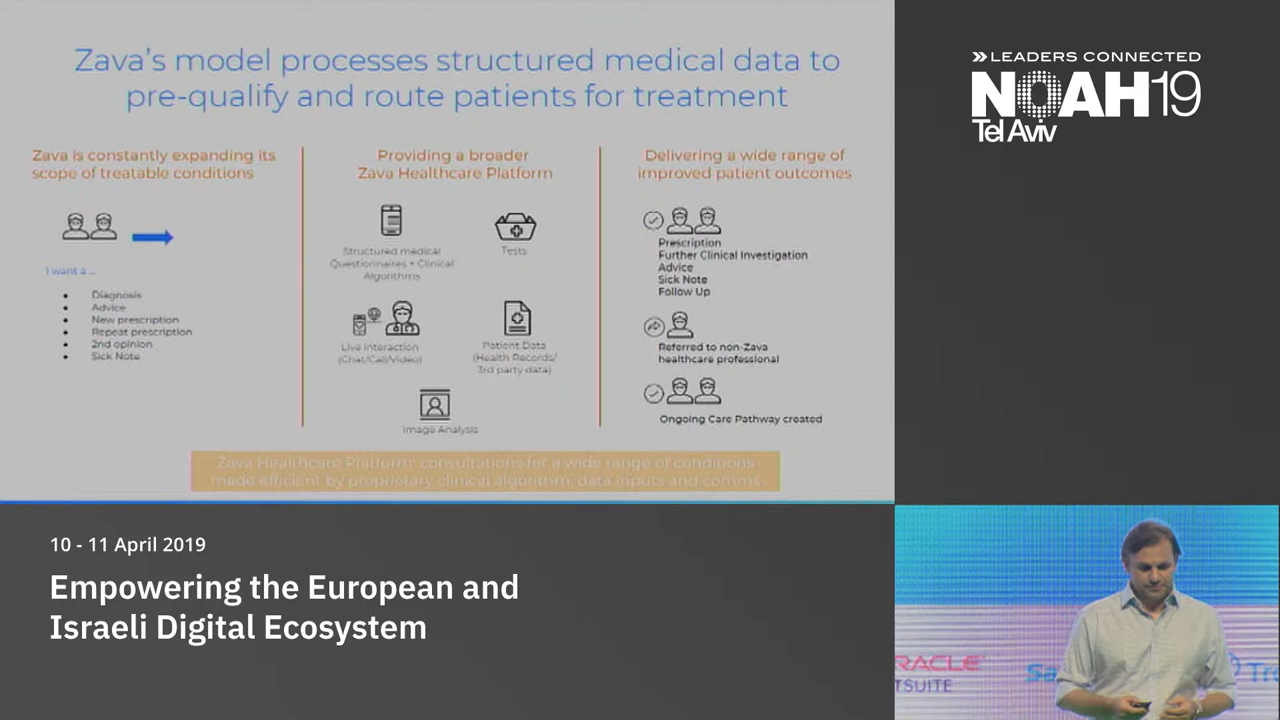 Zava's model processes structured medical data to
pre-qualify and route patients for treatment
Zava is constantly expanding its
scope of treatable conditions
I want a ...
Diagnosis
Advice
New prescription
Repeat prescription
2nd opinion
Sick Note
Providing a broader
Zava Healthcare Platform
Structured medical
Questionnaires + Clinical
Algorithms
Tests
Live Interaction
(Chat/Call/Video)
Patient Data
(Health Records/
3rd party data)
Image Analysis
Delivering a wide range of
improved patient outcomes
Prescription
Further Clinical Investigation
Advice
Sick Note
Follow Up
Referred to non-Zava
healthcare professional
Ongoing Care Pathway created
Zava Healthcare Platform: consultations for a wide range of conditions
made efficient by proprietary clinical algorithm, data inputs and comms
LEADERS CONNECTED
NOAH19
Tel Aviv
10 - 11 April 2019
Empowering the European and
Israeli Digital Ecosystem
RACLE
TSUITE